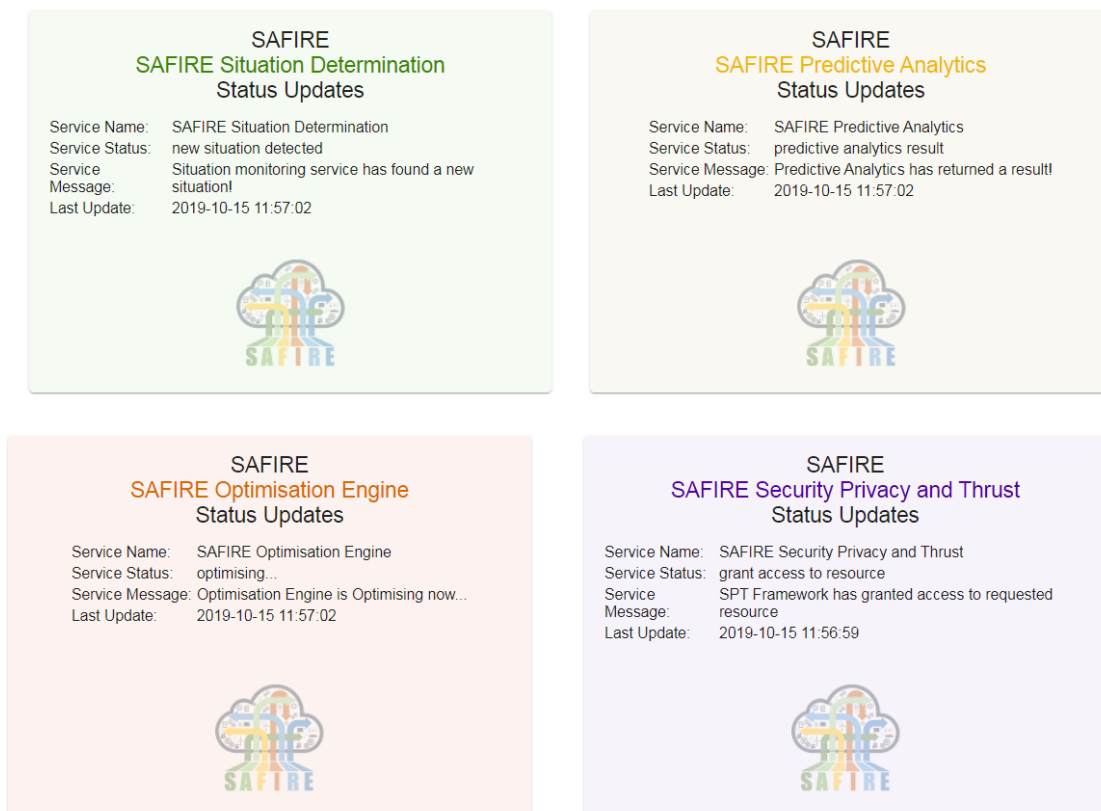 SAFIRE
SAFIRE Situation Determination
Status Updates
Service Name: SAFIRE Situation Determination
Service Status: new situation detected
Service Message: Situation monitoring service has found a new
situation!
Last Update: 2019-10-15 11:57:02
SAFIRE
SAFIRE
SAFIRE Predictive Analytics
Status Updates
Service Name: SAFIRE Predictive Analytics
Service Status: predictive analytics result
Service Message: Predictive Analytics has returned a result!
Last Update: 2019-10-15 11:57:02
SAFIRE
SAFIRE
SAFIRE Optimisation Engine
Status Updates
Service Name: SAFIRE Optimisation Engine
Service Status: optimising...
Service Message: Optimisation Engine is Optimising now...
Last Update: 2019-10-15 11:57:02
SAFIRE
SAFIRE
SAFIRE Security Privacy and Thrust
Status Updates
Service Name: SAFIRE Security Privacy and Thrust
Service Status: grant access to resource
Service Message: SPT Framework has granted access to requested
resource
Last Update: 2019-10-15 11:56:59
SAFIRE